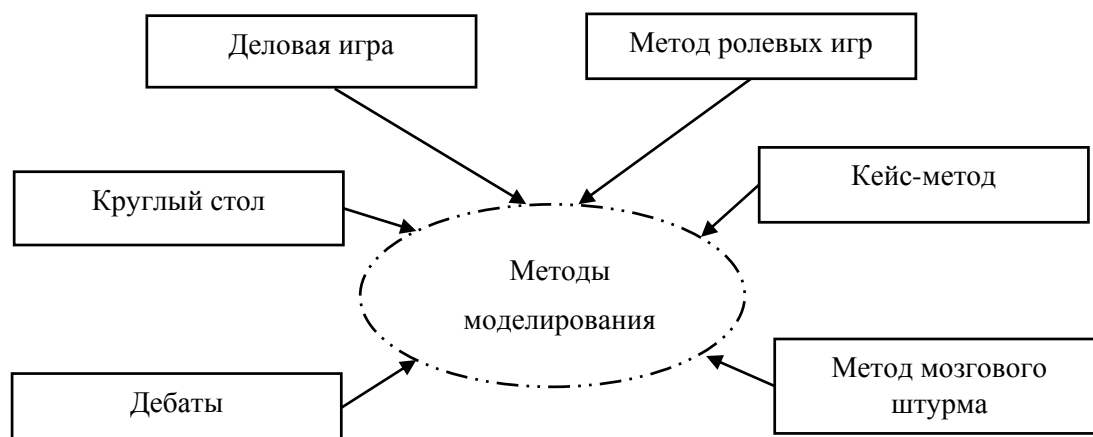 Деловая игра
Метод ролевых игр
Круглый стол
Кейс-метод
Методы
моделирования
Дебаты
Метод мозгового
штурма